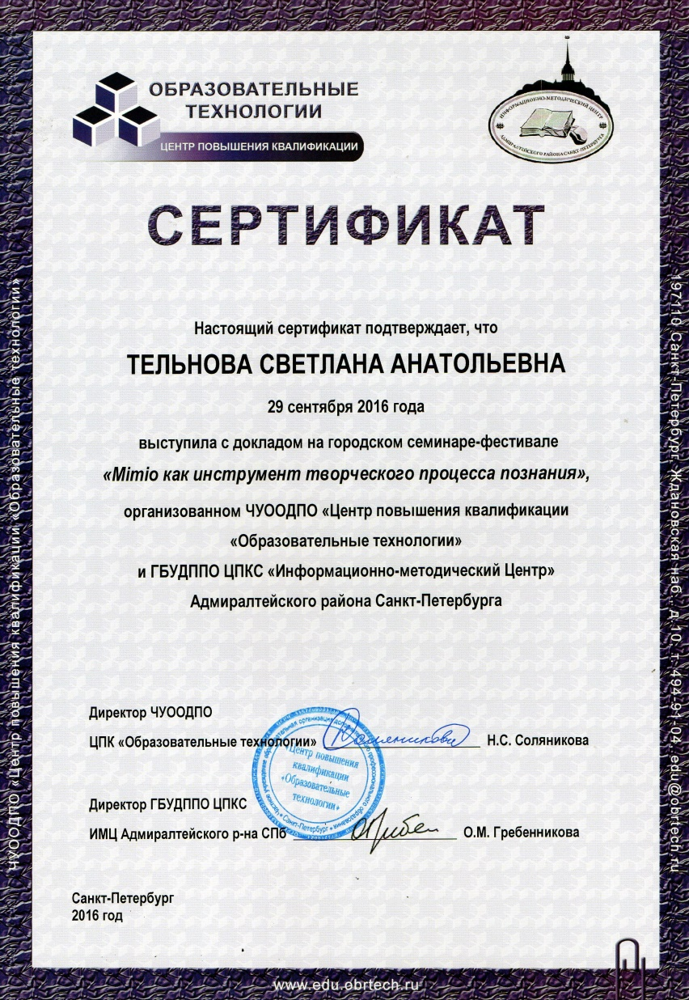 ОБРАЗОВАТЕЛЬНЫЕ
ТЕХНОЛОГИИ
ЦЕНТР ПОВЫШЕНИЯ КВАЛИФИКАЦИИ
ИНФОРМАЦИОННО-МЕТОДИЧЕСКИЙ ЦЕНТР
АДМИРАЛТЕЙСКОГО РАЙОНА САНКТ-ПЕТЕРБУРГА
СЕРТИФИКАТ
Настоящий сертификат подтверждает, что
ТЕЛЬНОВА СВЕТЛАНА АНАТОЛЬЕВНА
29 сентября 2016 года
выступила с докладом на городском семинаре-фестивале
«Mimio как инструмент творческого процесса познания»,
организованном ЧУООДПО «Центр повышения квалификации
«Образовательные технологии»
и ГБУДППО ЦПКС «Информационно-методический Центр»
Адмиралтейского района Санкт-Петербурга
Директор ЧУООДПО
ЦПК «Образовательные технологии»
Н.С. Соляникова
«Центр повышения
квалификации
«Образовательные
технологии»
Санкт-Петербург
Директор ГБУДППО ЦПКС
ИМЦ Адмиралтейского р-на СПб
О.М. Гребенникова
Санкт-Петербург
2016 год
ЧУООДПО «Центр повышения квалификации «Образовательные технологии»
197110 Санкт-Петербург, Ждановская наб., д.10, т. 494-91-04, edu@obrtech.ru
www.edu.obrtech.ru